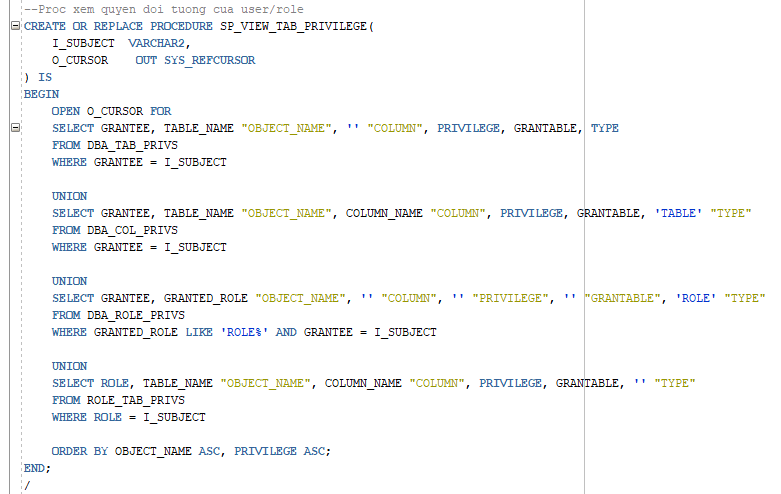 --Proc xem quyen doi tuong cua user/role
CREATE OR REPLACE PROCEDURE SP_VIEW_TAB_PRIVILEGE(
    I_SUBJECT  VARCHAR2,
    O_CURSOR    OUT SYS_REFCURSOR
) IS
BEGIN
    OPEN O_CURSOR FOR
    SELECT GRANTEE, TABLE_NAME "OBJECT_NAME", '' "COLUMN", PRIVILEGE, GRANTABLE, TYPE
    FROM DBA_TAB_PRIVS
    WHERE GRANTEE = I_SUBJECT

    UNION
    SELECT GRANTEE, TABLE_NAME "OBJECT_NAME", COLUMN_NAME "COLUMN", PRIVILEGE, GRANTABLE, 'TABLE' "TYPE"
    FROM DBA_COL_PRIVS
    WHERE GRANTEE = I_SUBJECT

    UNION
    SELECT GRANTEE, GRANTED_ROLE "OBJECT_NAME", '' "COLUMN", '' "PRIVILEGE", '' "GRANTABLE", 'ROLE' "TYPE"
    FROM DBA_ROLE_PRIVS
    WHERE GRANTED_ROLE LIKE 'ROLE%' AND GRANTEE = I_SUBJECT

    UNION
    SELECT ROLE, TABLE_NAME "OBJECT_NAME", COLUMN_NAME "COLUMN", PRIVILEGE, GRANTABLE, '' "TYPE"
    FROM ROLE_TAB_PRIVS
    WHERE ROLE = I_SUBJECT

    ORDER BY OBJECT_NAME ASC, PRIVILEGE ASC;
END;
/